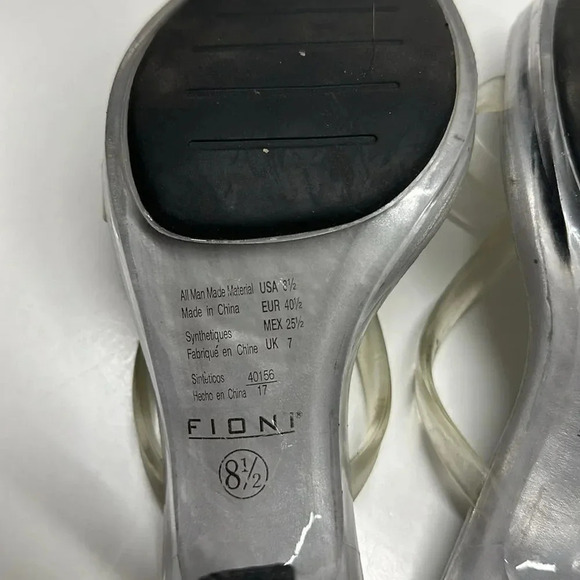 All Man Made Material USA 8½
Made in China EUR 40½
Synthetiques MEX 25½
Fabriqué en Chine UK 7
Sintéticos 40156
Hecho en China 17
FIONI®
8½